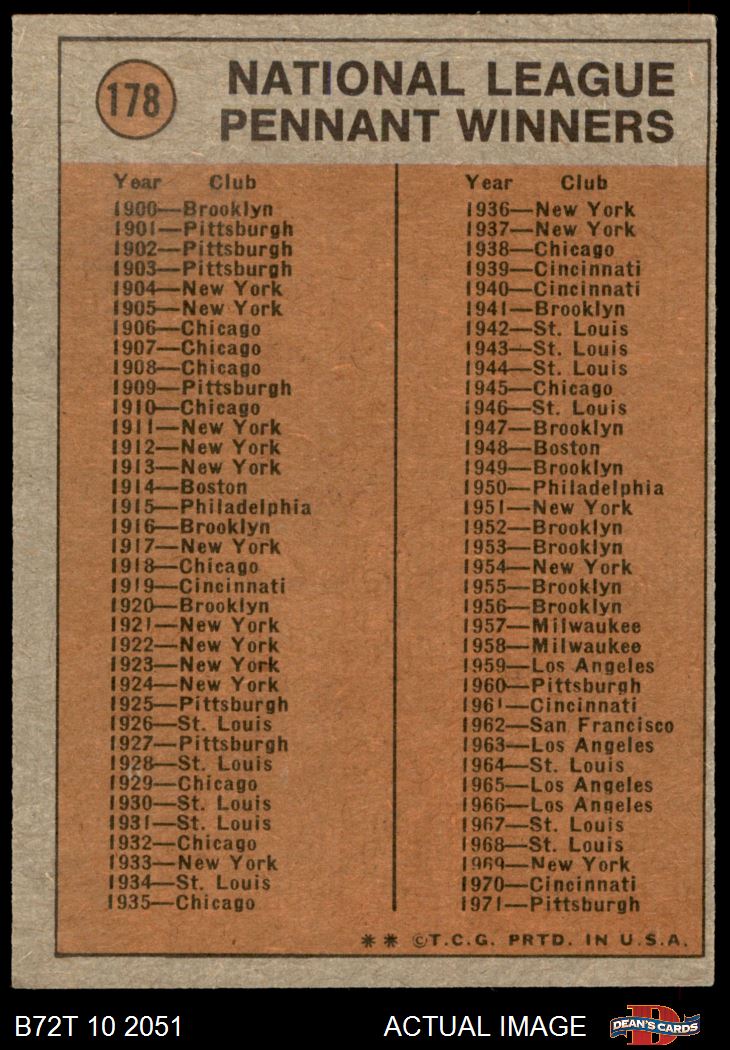 178
NATIONAL LEAGUE
PENNANT WINNERS
Year Club
1900—Brooklyn
1901—Pittsburgh
1902—Pittsburgh
1903—Pittsburgh
1904—New York
1905—New York
1906—Chicago
1907—Chicago
1908—Chicago
1909—Pittsburgh
1910—Chicago
1911—New York
1912—New York
1913—New York
1914—Boston
1915—Philadelphia
1916—Brooklyn
1917—New York
1918—Chicago
1919—Cincinnati
1920—Brooklyn
1921—New York
1922—New York
1923—New York
1924—New York
1925—Pittsburgh
1926—St. Louis
1927—Pittsburgh
1928—St. Louis
1929—Chicago
1930—St. Louis
1931—St. Louis
1932—Chicago
1933—New York
1934—St. Louis
1935—Chicago
Year Club
1936—New York
1937—New York
1938—Chicago
1939—Cincinnati
1940—Cincinnati
1941—Brooklyn
1942—St. Louis
1943—St. Louis
1944—St. Louis
1945—Chicago
1946—St. Louis
1947—Brooklyn
1948—Boston
1949—Brooklyn
1950—Philadelphia
1951—New York
1952—Brooklyn
1953—Brooklyn
1954—New York
1955—Brooklyn
1956—Brooklyn
1957—Milwaukee
1958—Milwaukee
1959—Los Angeles
1960—Pittsburgh
1961—Cincinnati
1962—San Francisco
1963—Los Angeles
1964—St. Louis
1965—Los Angeles
1966—Los Angeles
1967—St. Louis
1968—St. Louis
1969—New York
1970—Cincinnati
1971—Pittsburgh
** ©T.C.G. PRTD. IN U.S.A.
B72T 10 2051
ACTUAL IMAGE
D
DEAN'S CARDS